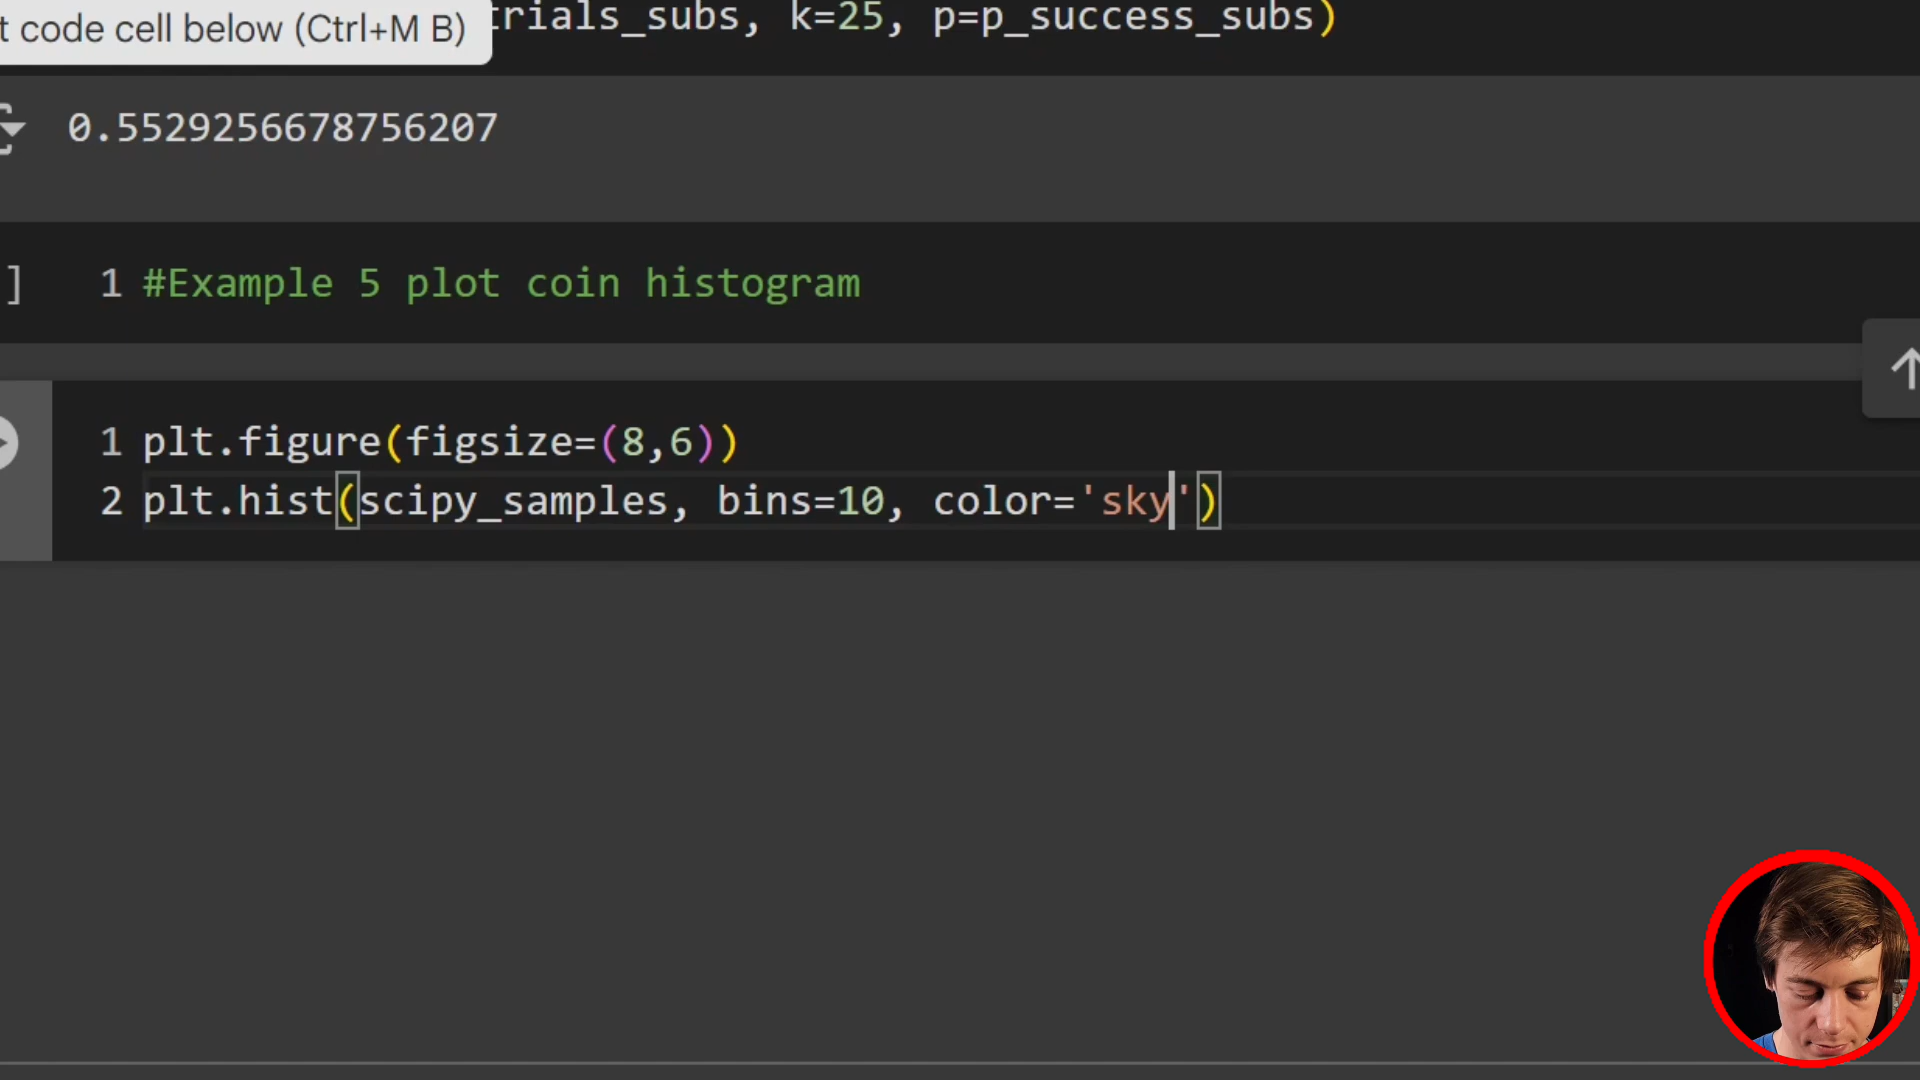 t code cell below (Ctrl+M B)
trials_subs, k=25, p=p_success_subs)
0.5529256678756207
] 1 #Example 5 plot coin histogram
1 plt.figure(figsize=(8,6))
2 plt.hist(scipy_samples, bins=10, color='sky')